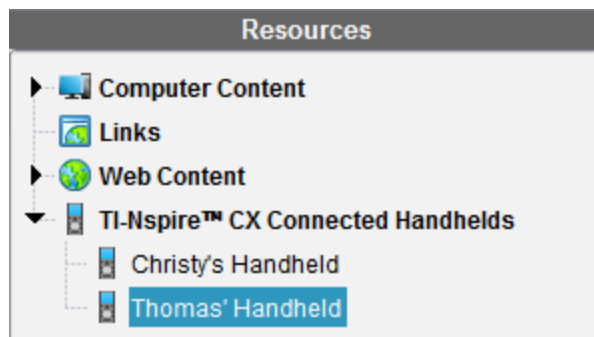 Resources
Computer Content
Links
Web Content
TI-Nspire™ CX Connected Handhelds
Christy's Handheld
Thomas' Handheld